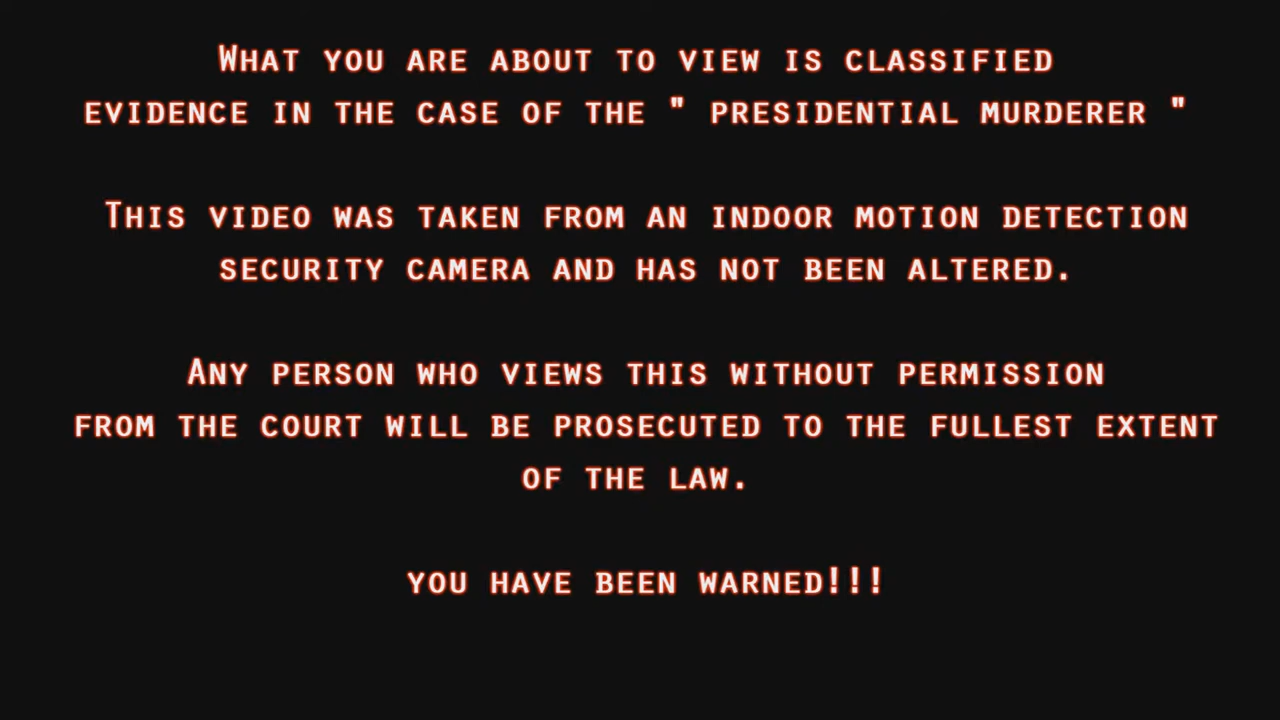 What you are about to view is classified
evidence in the case of the " presidential murderer "
This video was taken from an indoor motion detection
security camera and has not been altered.
Any person who views this without permission
from the court will be prosecuted to the fullest extent
of the law.
you have been warned!!!